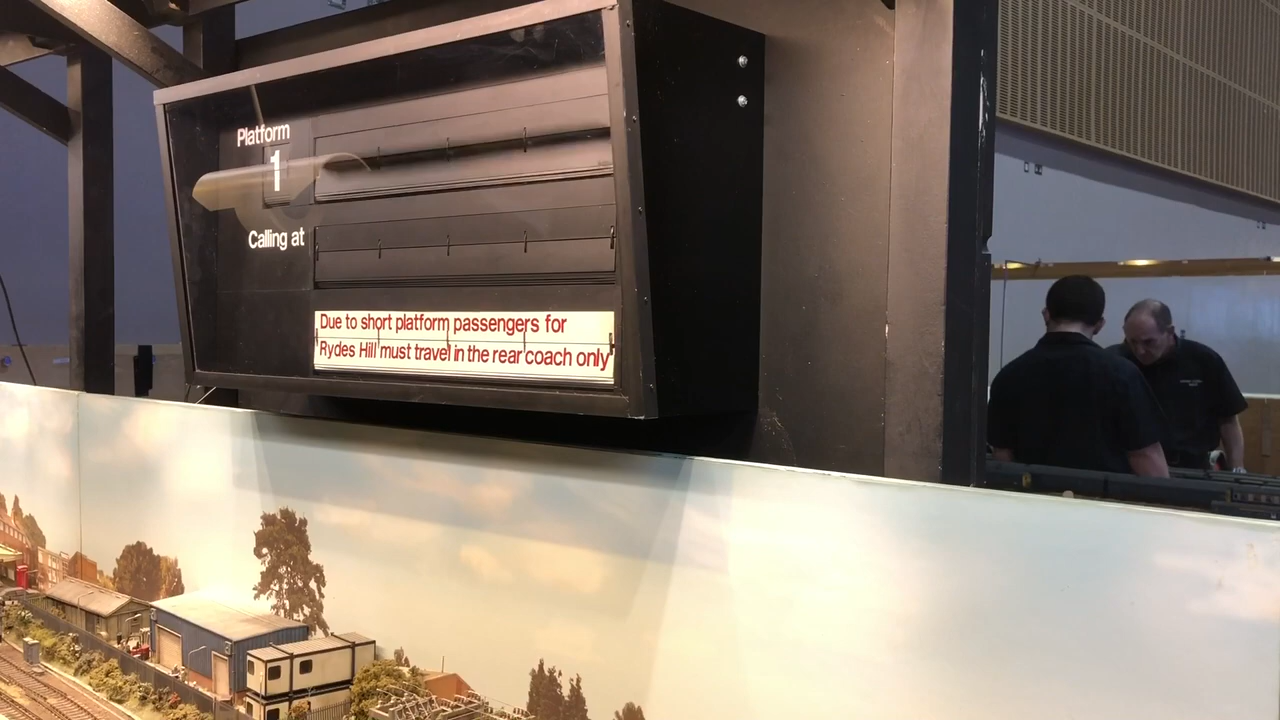 Platform
1
Calling at
Due to short platform passengers for
Rydes Hill must travel in the rear coach only